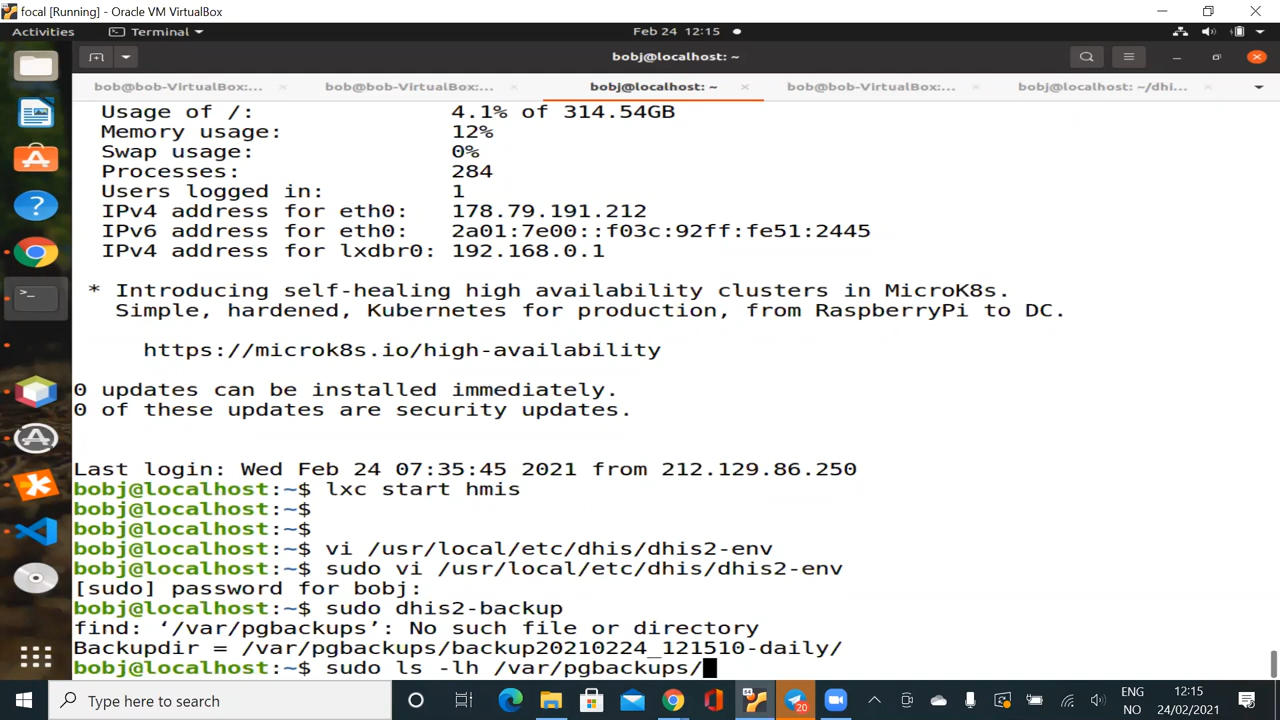 focal [Running] - Oracle VM VirtualBox
Activities
Terminal
Feb 24 12:15
bobj@localhost: ~
bob@bob-VirtualBox:...
bob@bob-VirtualBox:...
bobj@localhost: ~
bob@bob-VirtualBox:...
bobj@localhost: ~/dhi...
Usage of /: 4.1% of 314.54GB
Memory usage: 12%
Swap usage: 0%
Processes: 284
Users logged in: 1
IPv4 address for eth0: 178.79.191.212
IPv6 address for eth0: 2a01:7e00::f03c:92ff:fe51:2445
IPv4 address for lxdbr0: 192.168.0.1
* Introducing self-healing high availability clusters in MicroK8s.
Simple, hardened, Kubernetes for production, from RaspberryPi to DC.
https://microk8s.io/high-availability
0 updates can be installed immediately.
0 of these updates are security updates.
Last login: Wed Feb 24 07:35:45 2021 from 212.129.86.250
bobj@localhost:~$ lxc start hmis
bobj@localhost:~$
bobj@localhost:~$
bobj@localhost:~$ vi /usr/local/etc/dhis/dhis2-env
bobj@localhost:~$ sudo vi /usr/local/etc/dhis/dhis2-env
[sudo] password for bobj:
bobj@localhost:~$ sudo dhis2-backup
find: ‘/var/pgbackups’: No such file or directory
Backupdir = /var/pgbackups/backup20210224_121510-daily/
bobj@localhost:~$ sudo ls -lh /var/pgbackups/
Type here to search
20
ENG
NO
12:15
24/02/2021